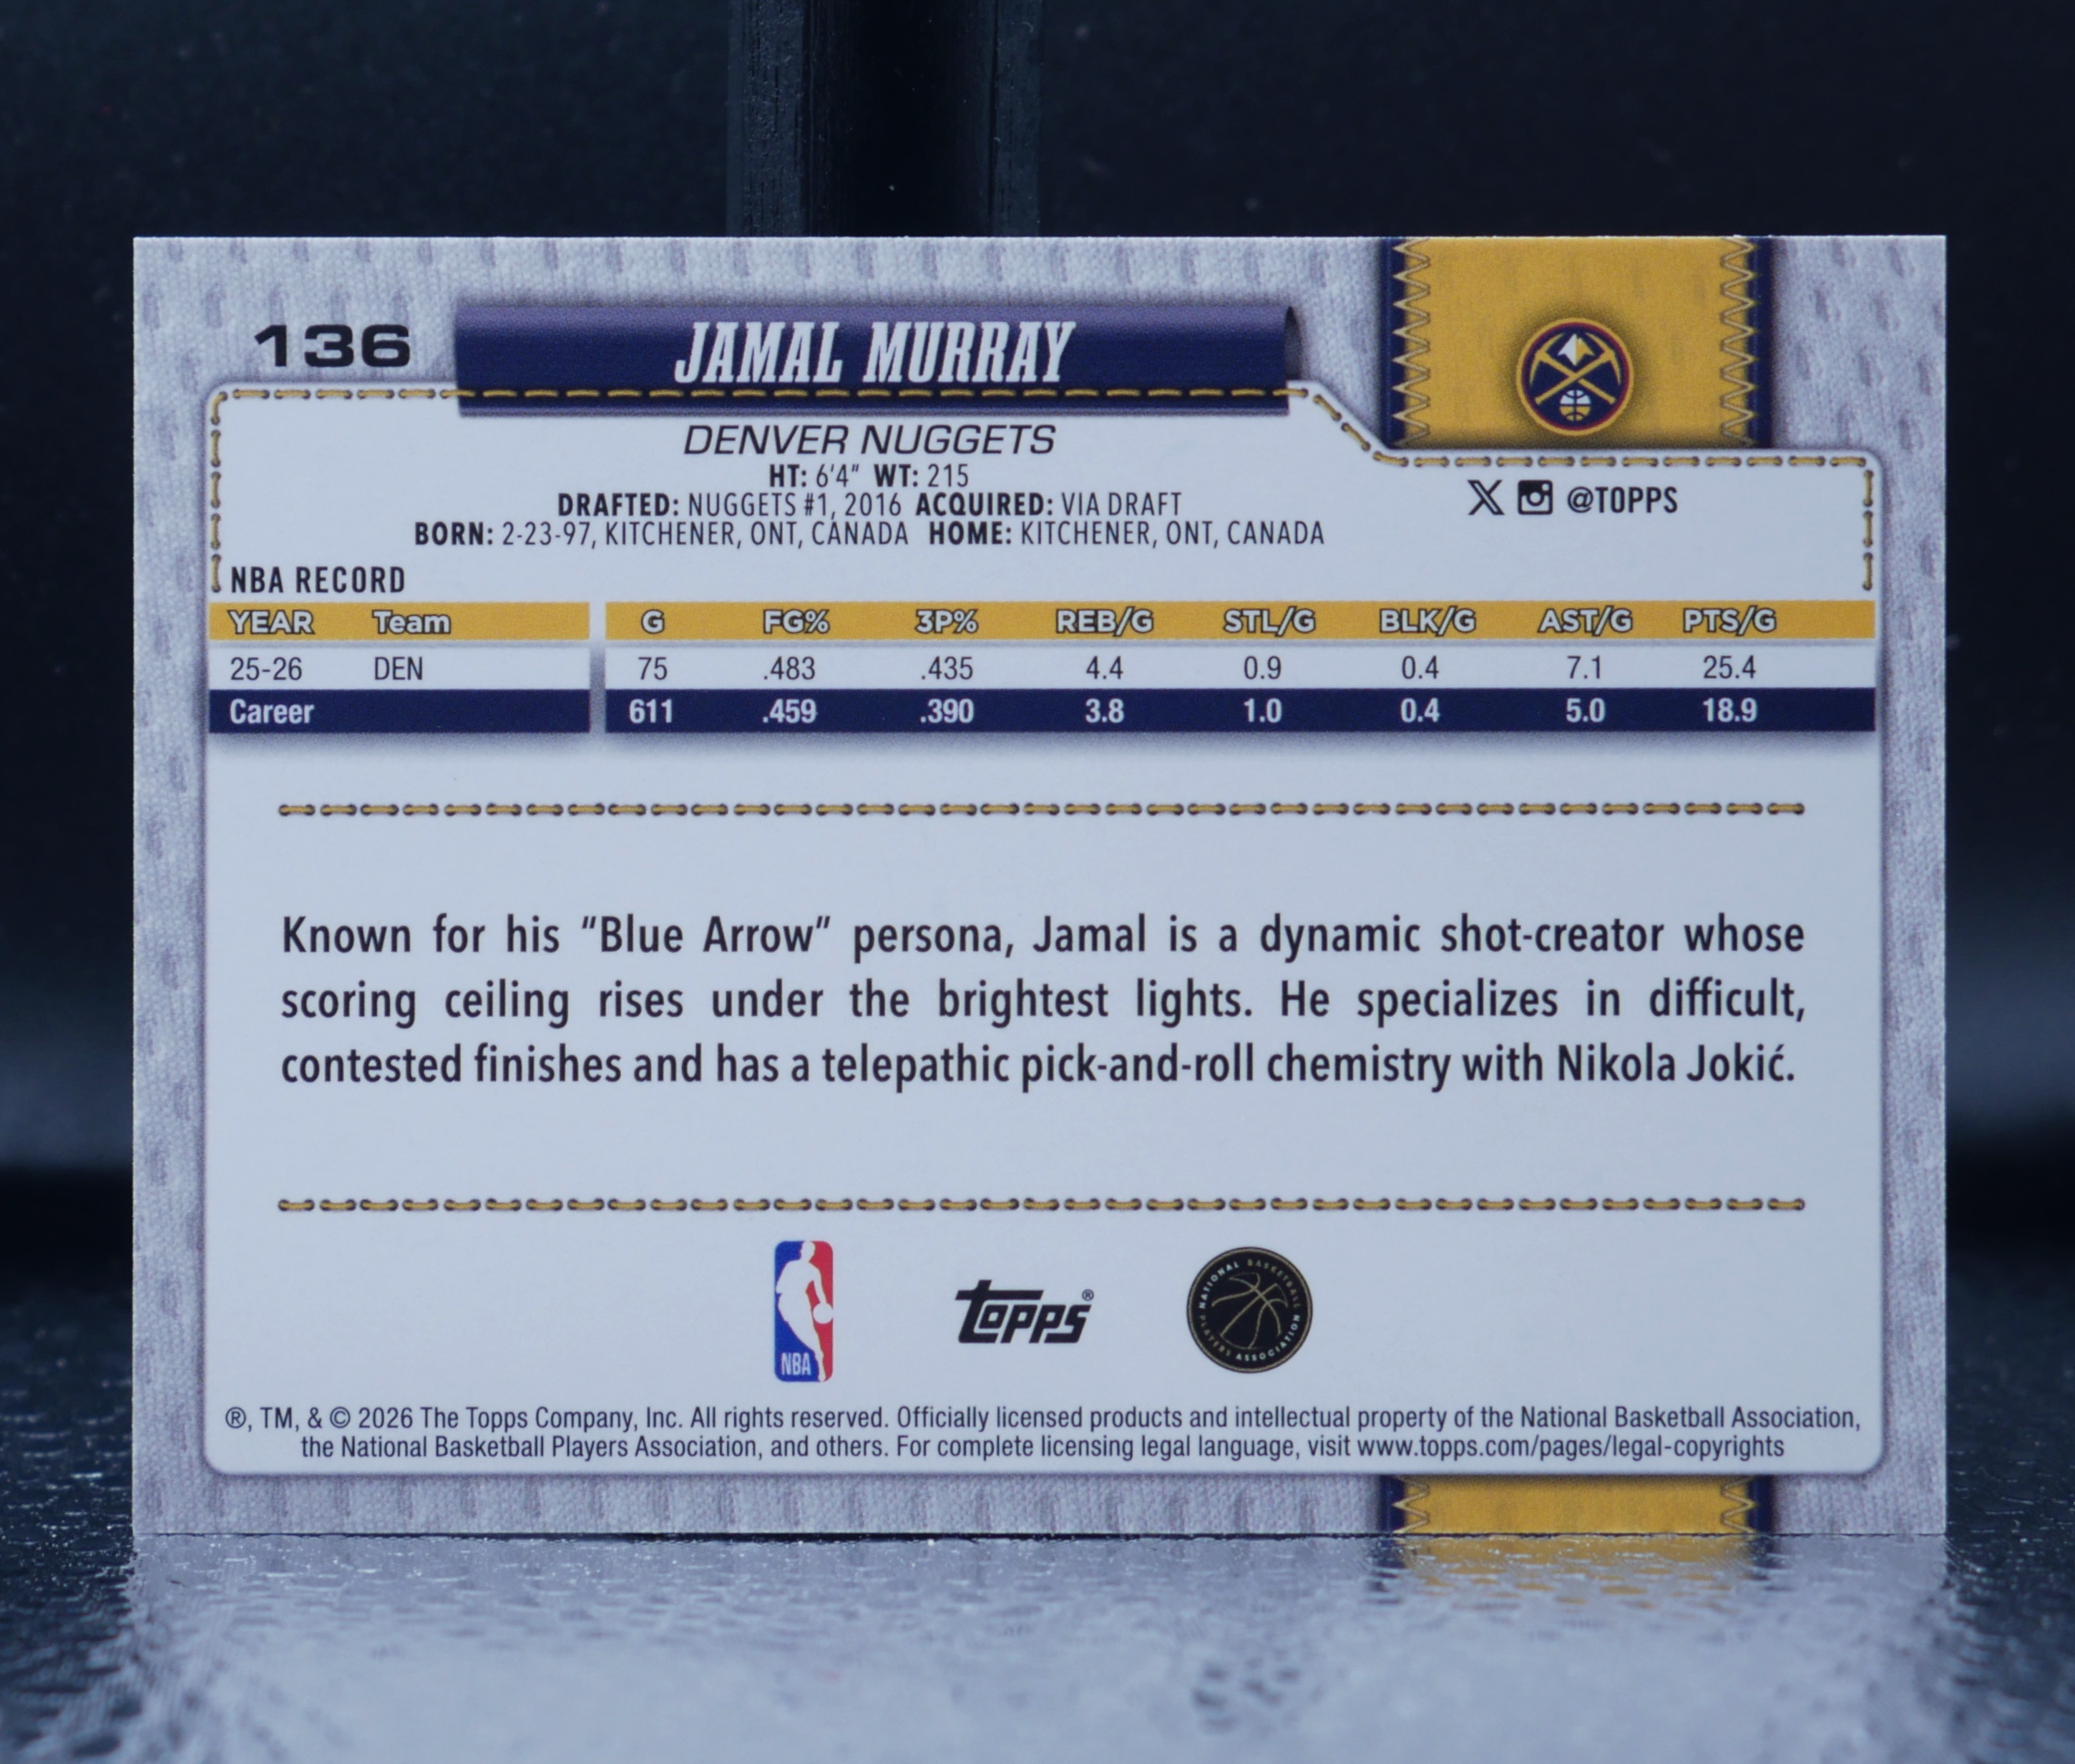 136
JAMAL MURRAY
DENVER NUGGETS
HT: 6'4" WT: 215
DRAFTED: NUGGETS #1, 2016 ACQUIRED: VIA DRAFT
BORN: 2-23-97, KITCHENER, ONT, CANADA HOME: KITCHENER, ONT, CANADA
@TOPPS
NBA RECORD
YEAR Team G FG% 3P% REB/G STL/G BLK/G AST/G PTS/G
25-26 DEN 75 .483 .435 4.4 0.9 0.4 7.1 25.4
Career 611 .459 .390 3.8 1.0 0.4 5.0 18.9
Known for his “Blue Arrow” persona, Jamal is a dynamic shot-creator whose
scoring ceiling rises under the brightest lights. He specializes in difficult,
contested finishes and has a telepathic pick-and-roll chemistry with Nikola Jokić.
NBA
Topps®
NATIONAL BASKETBALL PLAYERS ASSOCIATION
®, TM, & © 2026 The Topps Company, Inc. All rights reserved. Officially licensed products and intellectual property of the National Basketball Association,
the National Basketball Players Association, and others. For complete licensing legal language, visit www.topps.com/pages/legal-copyrights